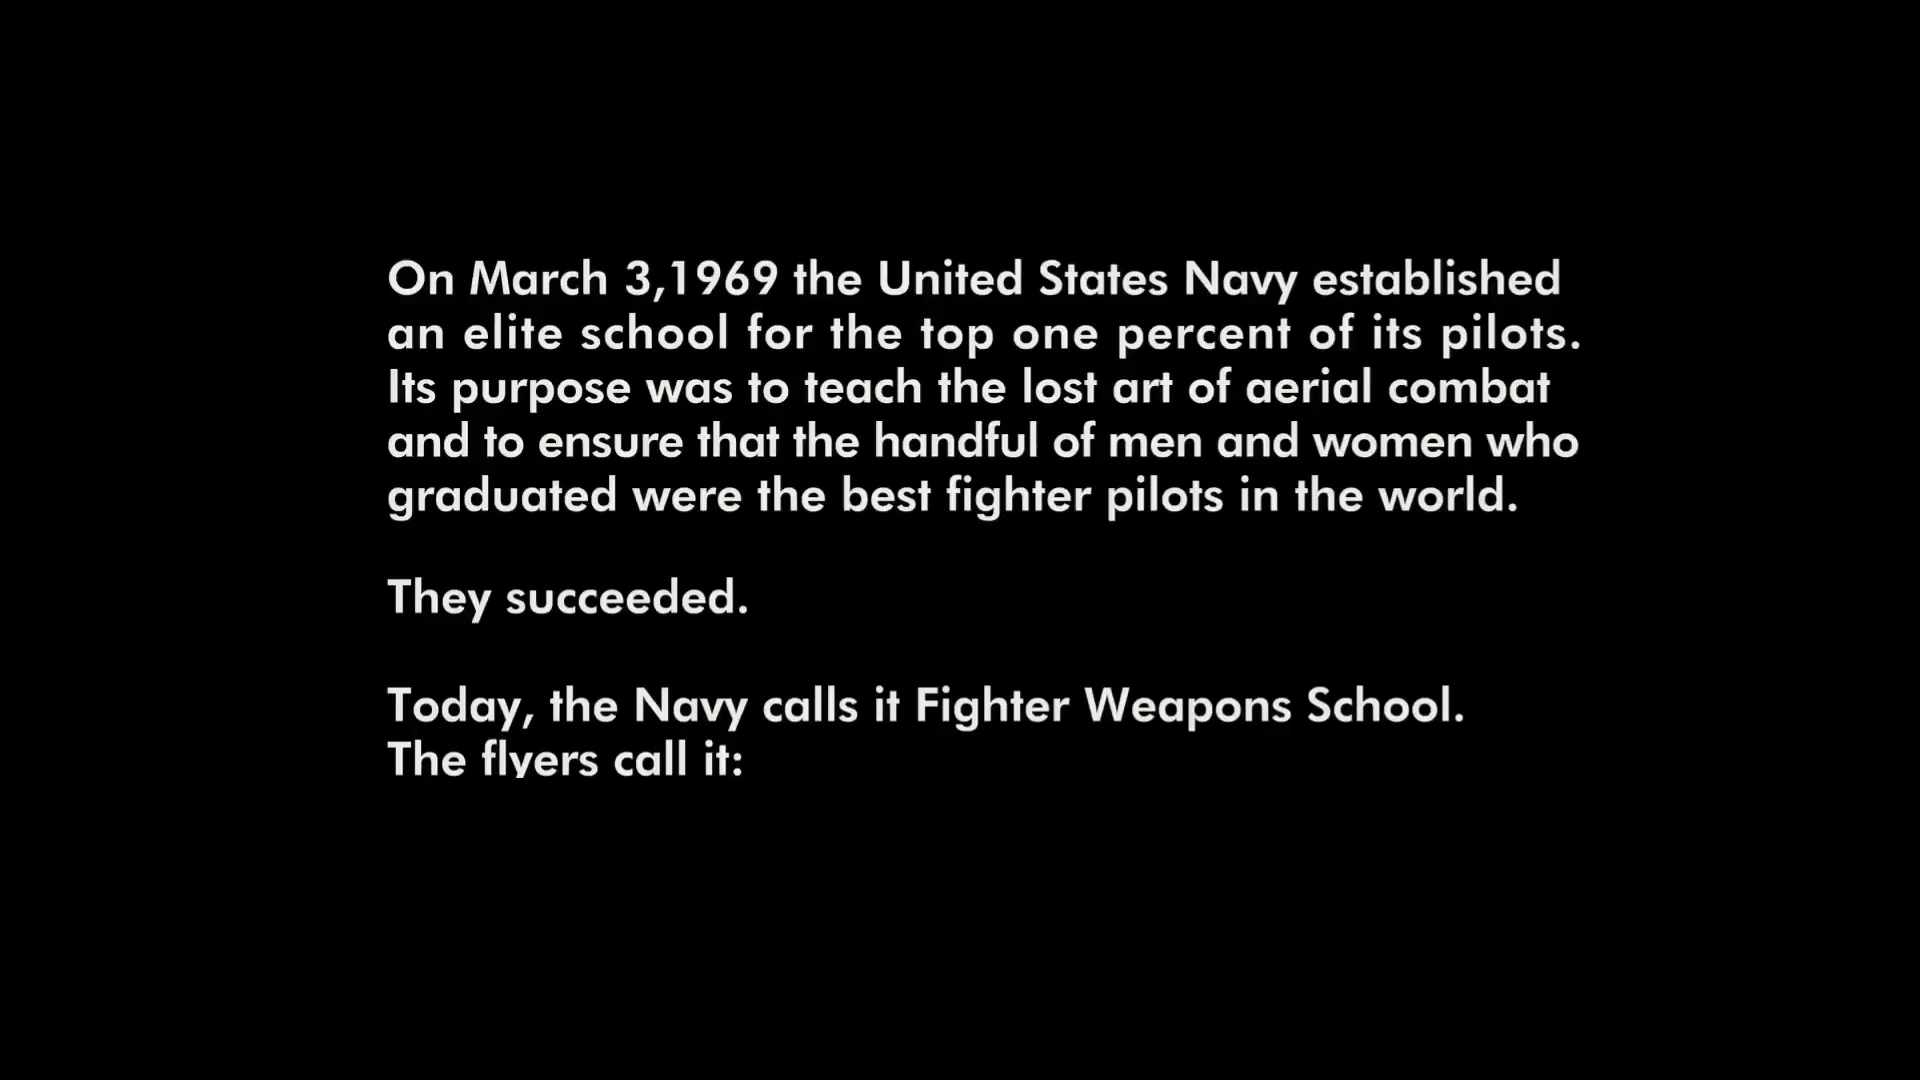 On March 3,1969 the United States Navy established
an elite school for the top one percent of its pilots.
Its purpose was to teach the lost art of aerial combat
and to ensure that the handful of men and women who
graduated were the best fighter pilots in the world.
They succeeded.
Today, the Navy calls it Fighter Weapons School.
The flyers call it: